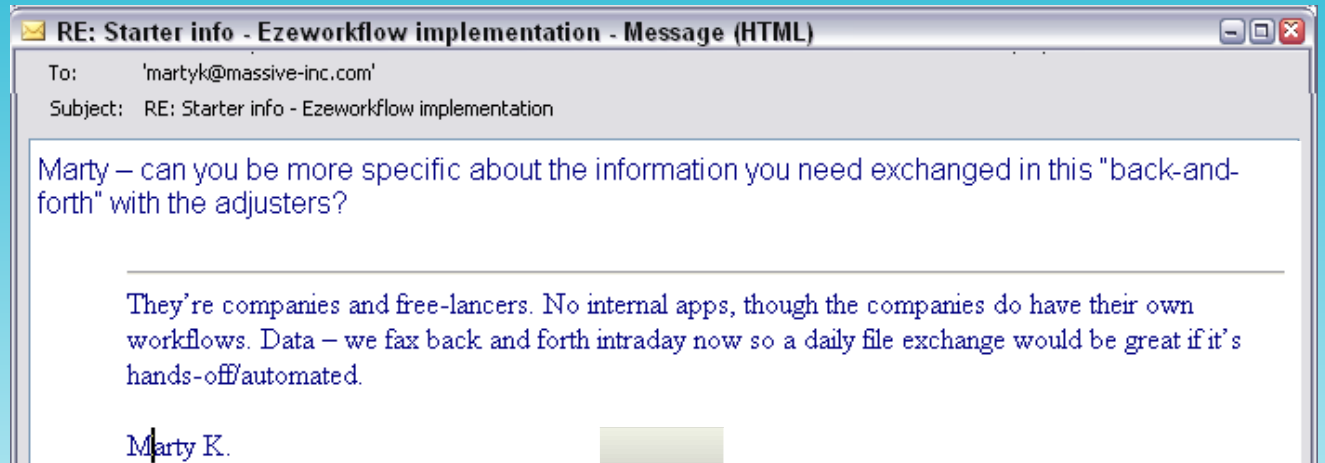 RE: Starter info - Ezeworkflow implementation - Message (HTML)
To: 'martyk@massive-inc.com'
Subject: RE: Starter info - Ezeworkflow implementation
Marty – can you be more specific about the information you need exchanged in this "back-and-
forth" with the adjusters?
They're companies and free-lancers. No internal apps, though the companies do have their own
workflows. Data – we fax back and forth intraday now so a daily file exchange would be great if it's
hands-off/automated.
Marty K.